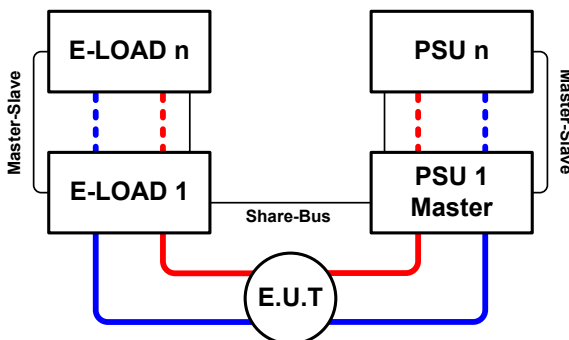 E-LOAD n
PSU n
Master-Slave
Master-Slave
E-LOAD 1
PSU 1
Master
Share-Bus
E.U.T